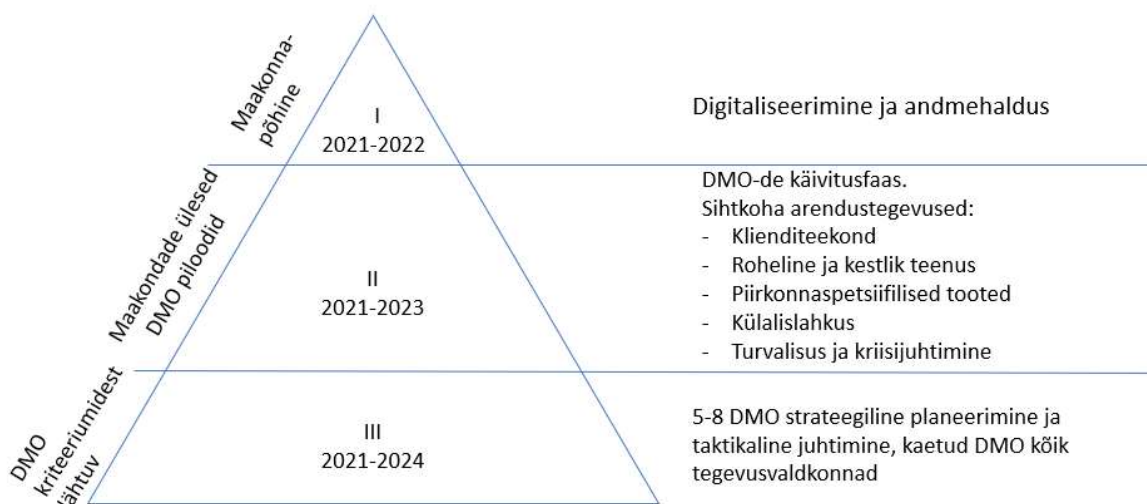 Maakonna-
põhine
I
2021-2022
Digitaliseerimine ja andmehaldus
Maakondade ülesed
DMO piloodid
II
2021-2023
DMO-de käivitusfaas.
Sihtkoha arendustegevused:
- Klienditeekond
- Roheline ja kestlik teenus
- Piirkonnaspetsiifilised tooted
- Külalislahkus
- Turvalisus ja kriisijuhtimine
DMO
kriteeriumidest
lähtuv
III
2021-2024
5-8 DMO strateegiline planeerimine ja
taktikaline juhtimine, kaetud DMO kõik
tegevusvaldkonnad